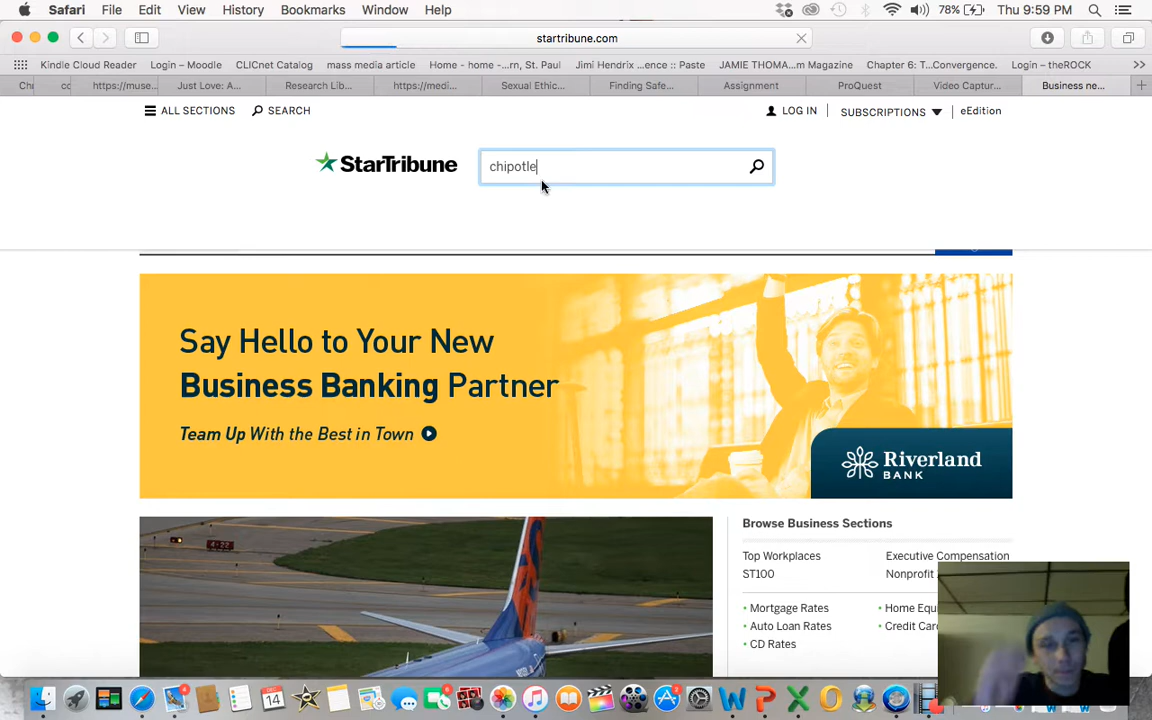 Safari File Edit View History Bookmarks Window Help 78% Thu 9:59 PM
startribune.com
Kindle Cloud Reader Login – Moodle CLICnet Catalog mass media article Home - home -...rn, St. Paul Jimi Hendrix ...ence :: Paste JAMIE THOMA...m Magazine Chapter 6: T...Convergence. Login – theROCK
https://muse... Just Love: A... Research Lib... https://medi... Sexual Ethic... Finding Safe... Assignment ProQuest Video Captur... Business ne...
ALL SECTIONS SEARCH LOG IN SUBSCRIPTIONS eEdition
StarTribune chipotle
Say Hello to Your New
Business Banking Partner
Team Up With the Best in Town
Riverland
BANK
Browse Business Sections
Top Workplaces Executive Compensation
ST100 Nonprofit
• Mortgage Rates • Home Equ
• Auto Loan Rates • Credit Car
• CD Rates